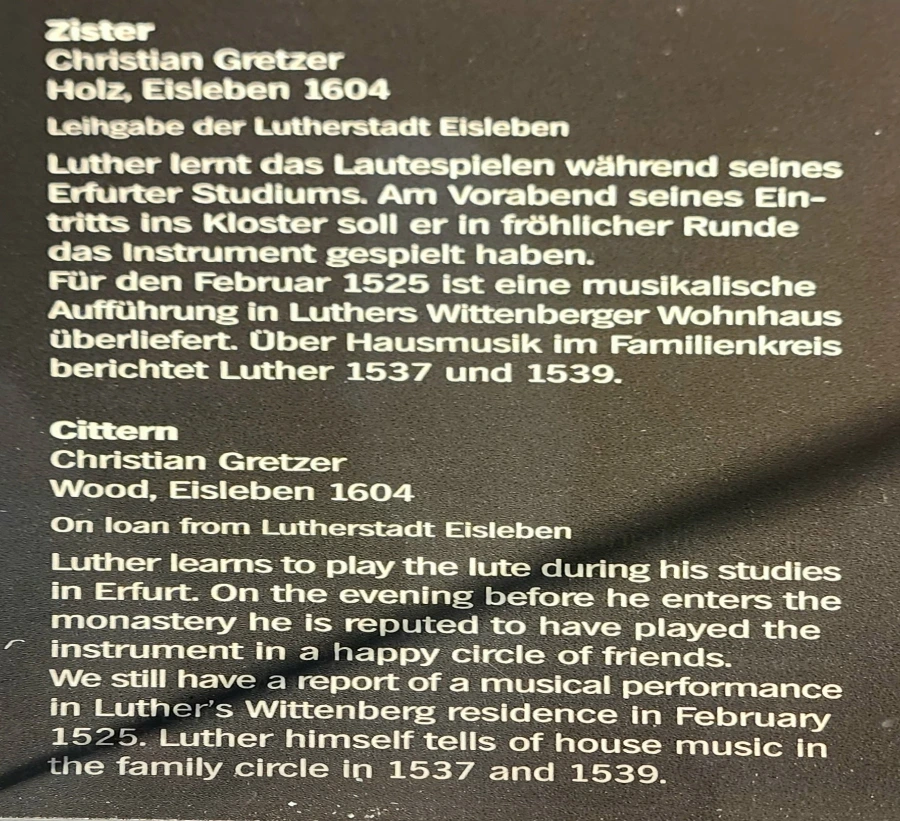 Zister
Christian Gretzer
Holz, Eisleben 1604
Leihgabe der Lutherstadt Eisleben
Luther lernt das Lautespielen während seines
Erfurter Studiums. Am Vorabend seines Ein-
tritts ins Kloster soll er in fröhlicher Runde
das Instrument gespielt haben.
Für den Februar 1525 ist eine musikalische
Aufführung in Luthers Wittenberger Wohnhaus
überliefert. Über Hausmusik im Familienkreis
berichtet Luther 1537 und 1539.
Cittern
Christian Gretzer
Wood, Eisleben 1604
On loan from Lutherstadt Eisleben
Luther learns to play the lute during his studies
in Erfurt. On the evening before he enters the
monastery he is reputed to have played the
instrument in a happy circle of friends.
We still have a report of a musical performance
in Luther's Wittenberg residence in February
1525. Luther himself tells of house music in
the family circle in 1537 and 1539.